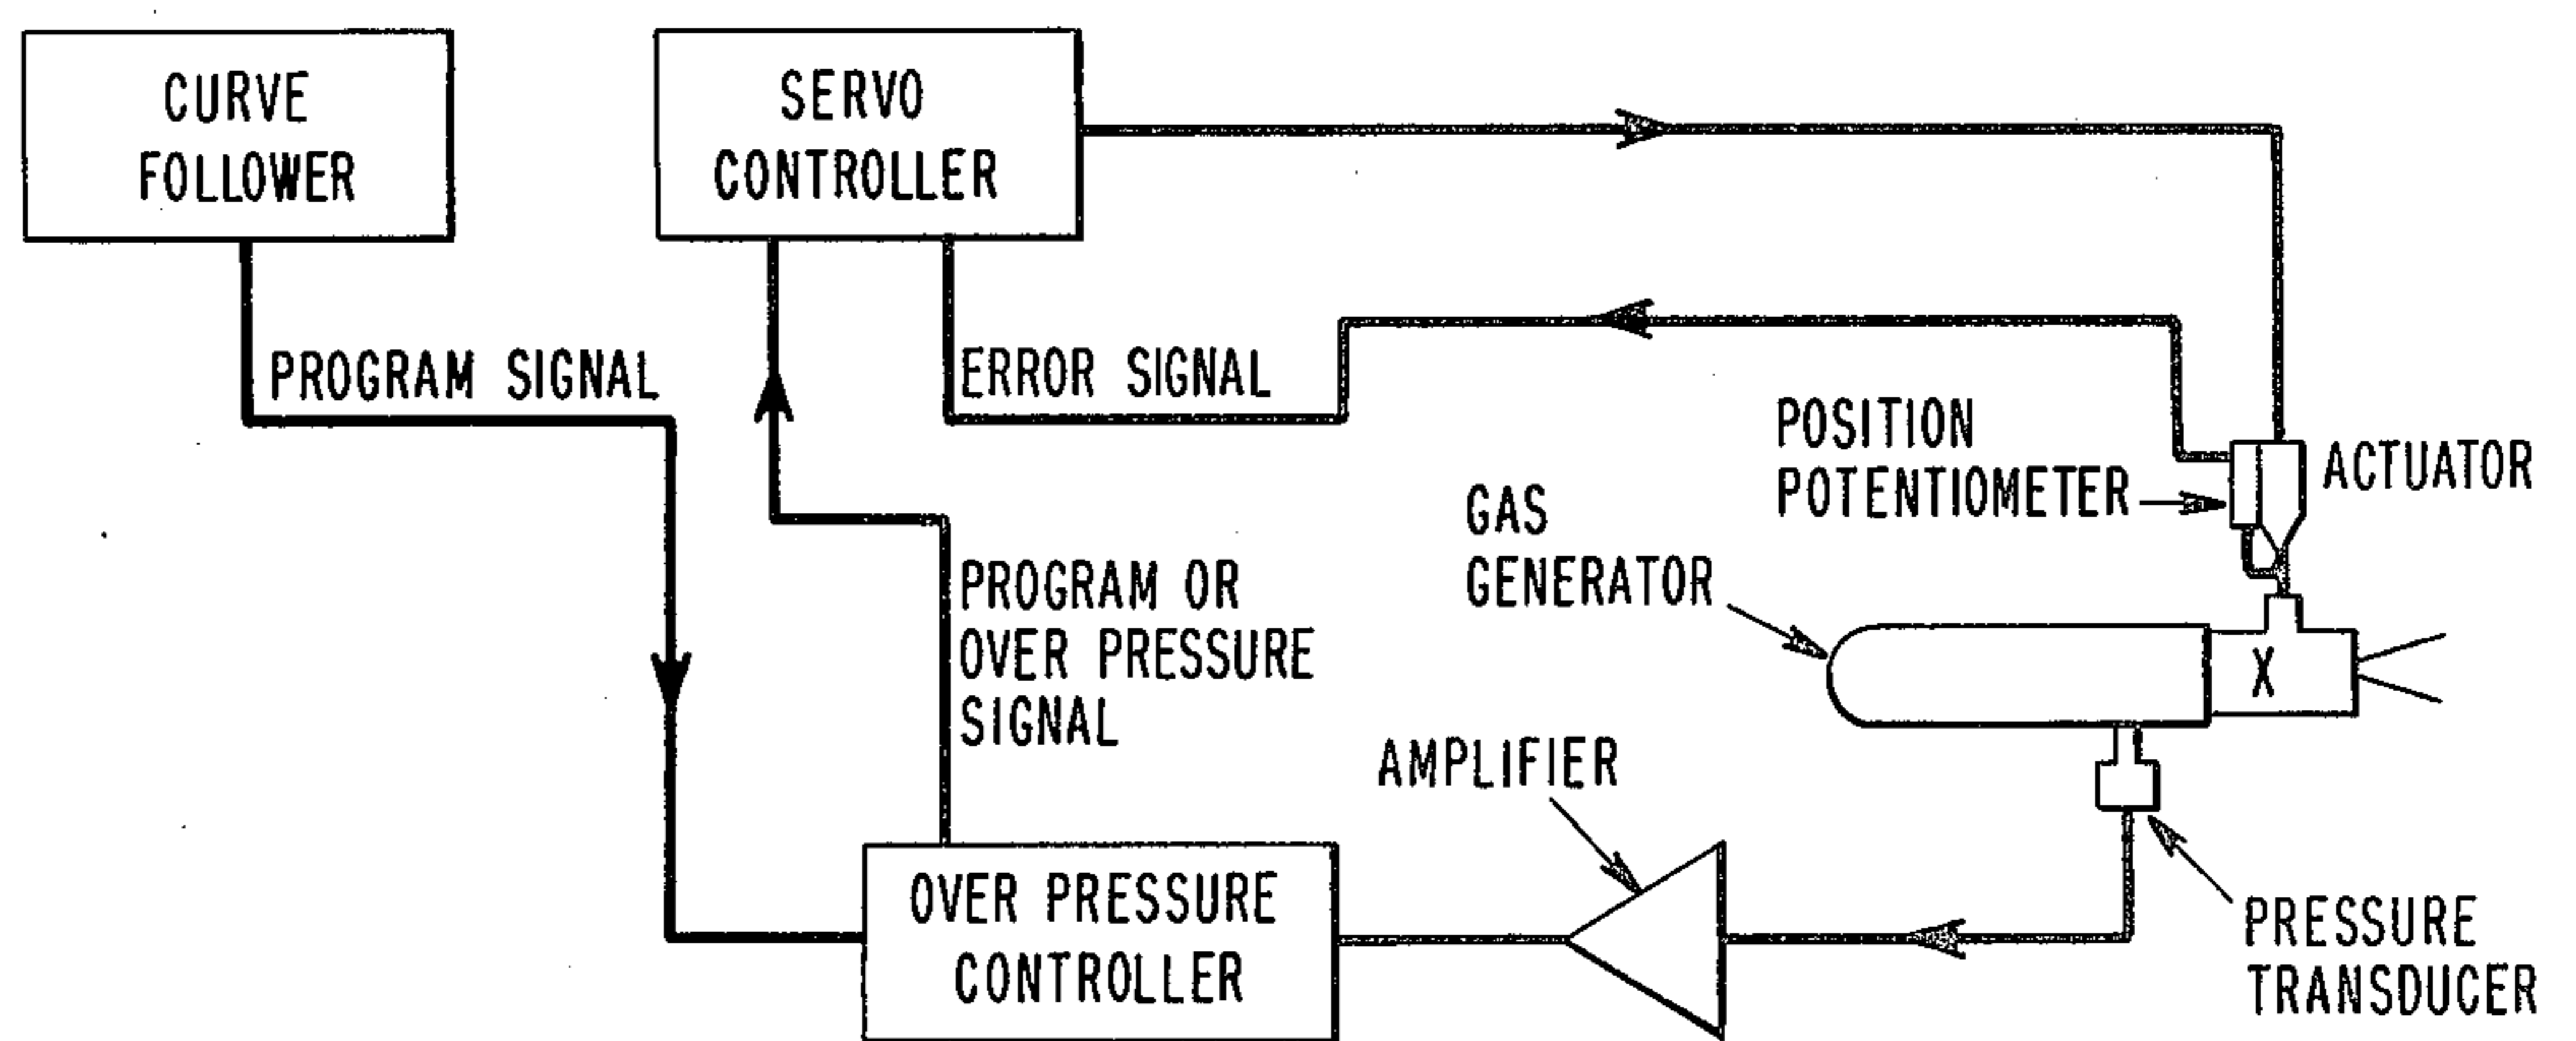 CURVE
FOLLOWER
SERVO
CONTROLLER
PROGRAM SIGNAL
ERROR SIGNAL
POSITION
POTENTIOMETER
ACTUATOR
GAS
GENERATOR
PROGRAM OR
OVER PRESSURE
SIGNAL
X
AMPLIFIER
OVER PRESSURE
CONTROLLER
PRESSURE
TRANSDUCER